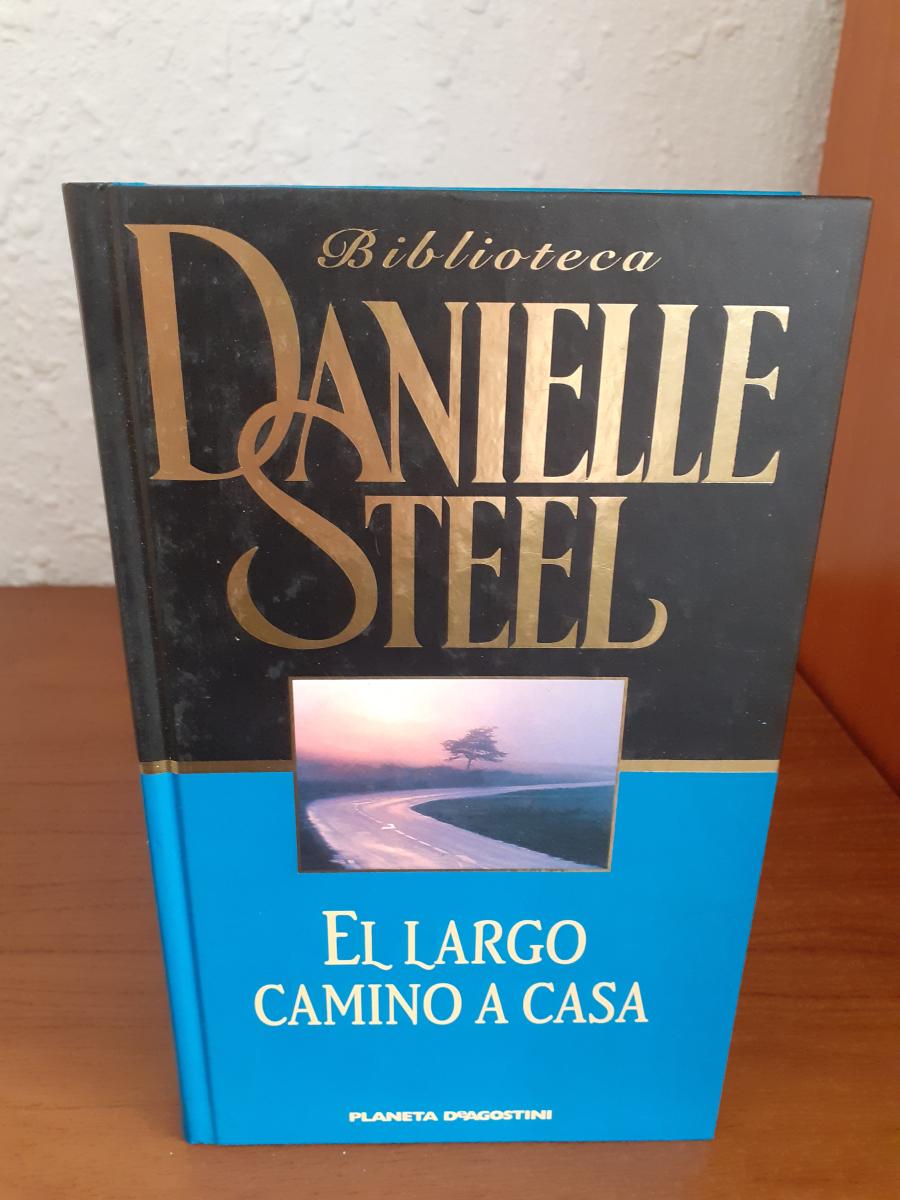 Biblioteca
DANIELLE
STEEL
EL LARGO
CAMINO A CASA
PLANETA DeAGOSTINI